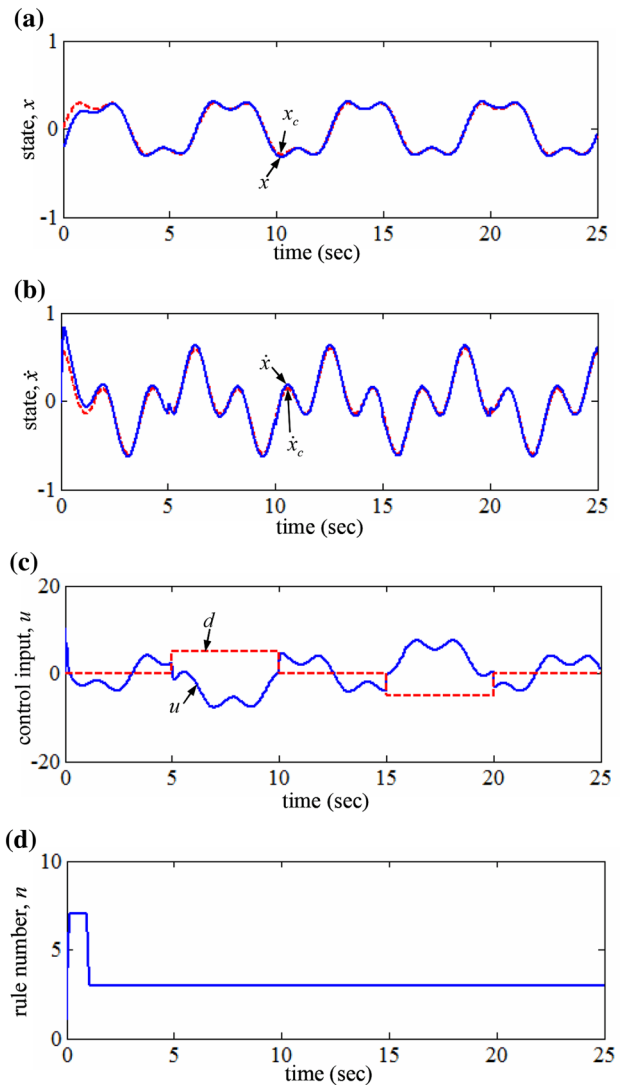 (a)
1
0
-1
state, x
x_c
x
0
5
10
15
20
25
time (sec)
(b)
1
0
-1
state, ẋ
ẋ
ẋ_c
0
5
10
15
20
25
time (sec)
(c)
20
0
-20
control input, u
d
u
0
5
10
15
20
25
time (sec)
(d)
10
5
0
rule number, n
0
5
10
15
20
25
time (sec)